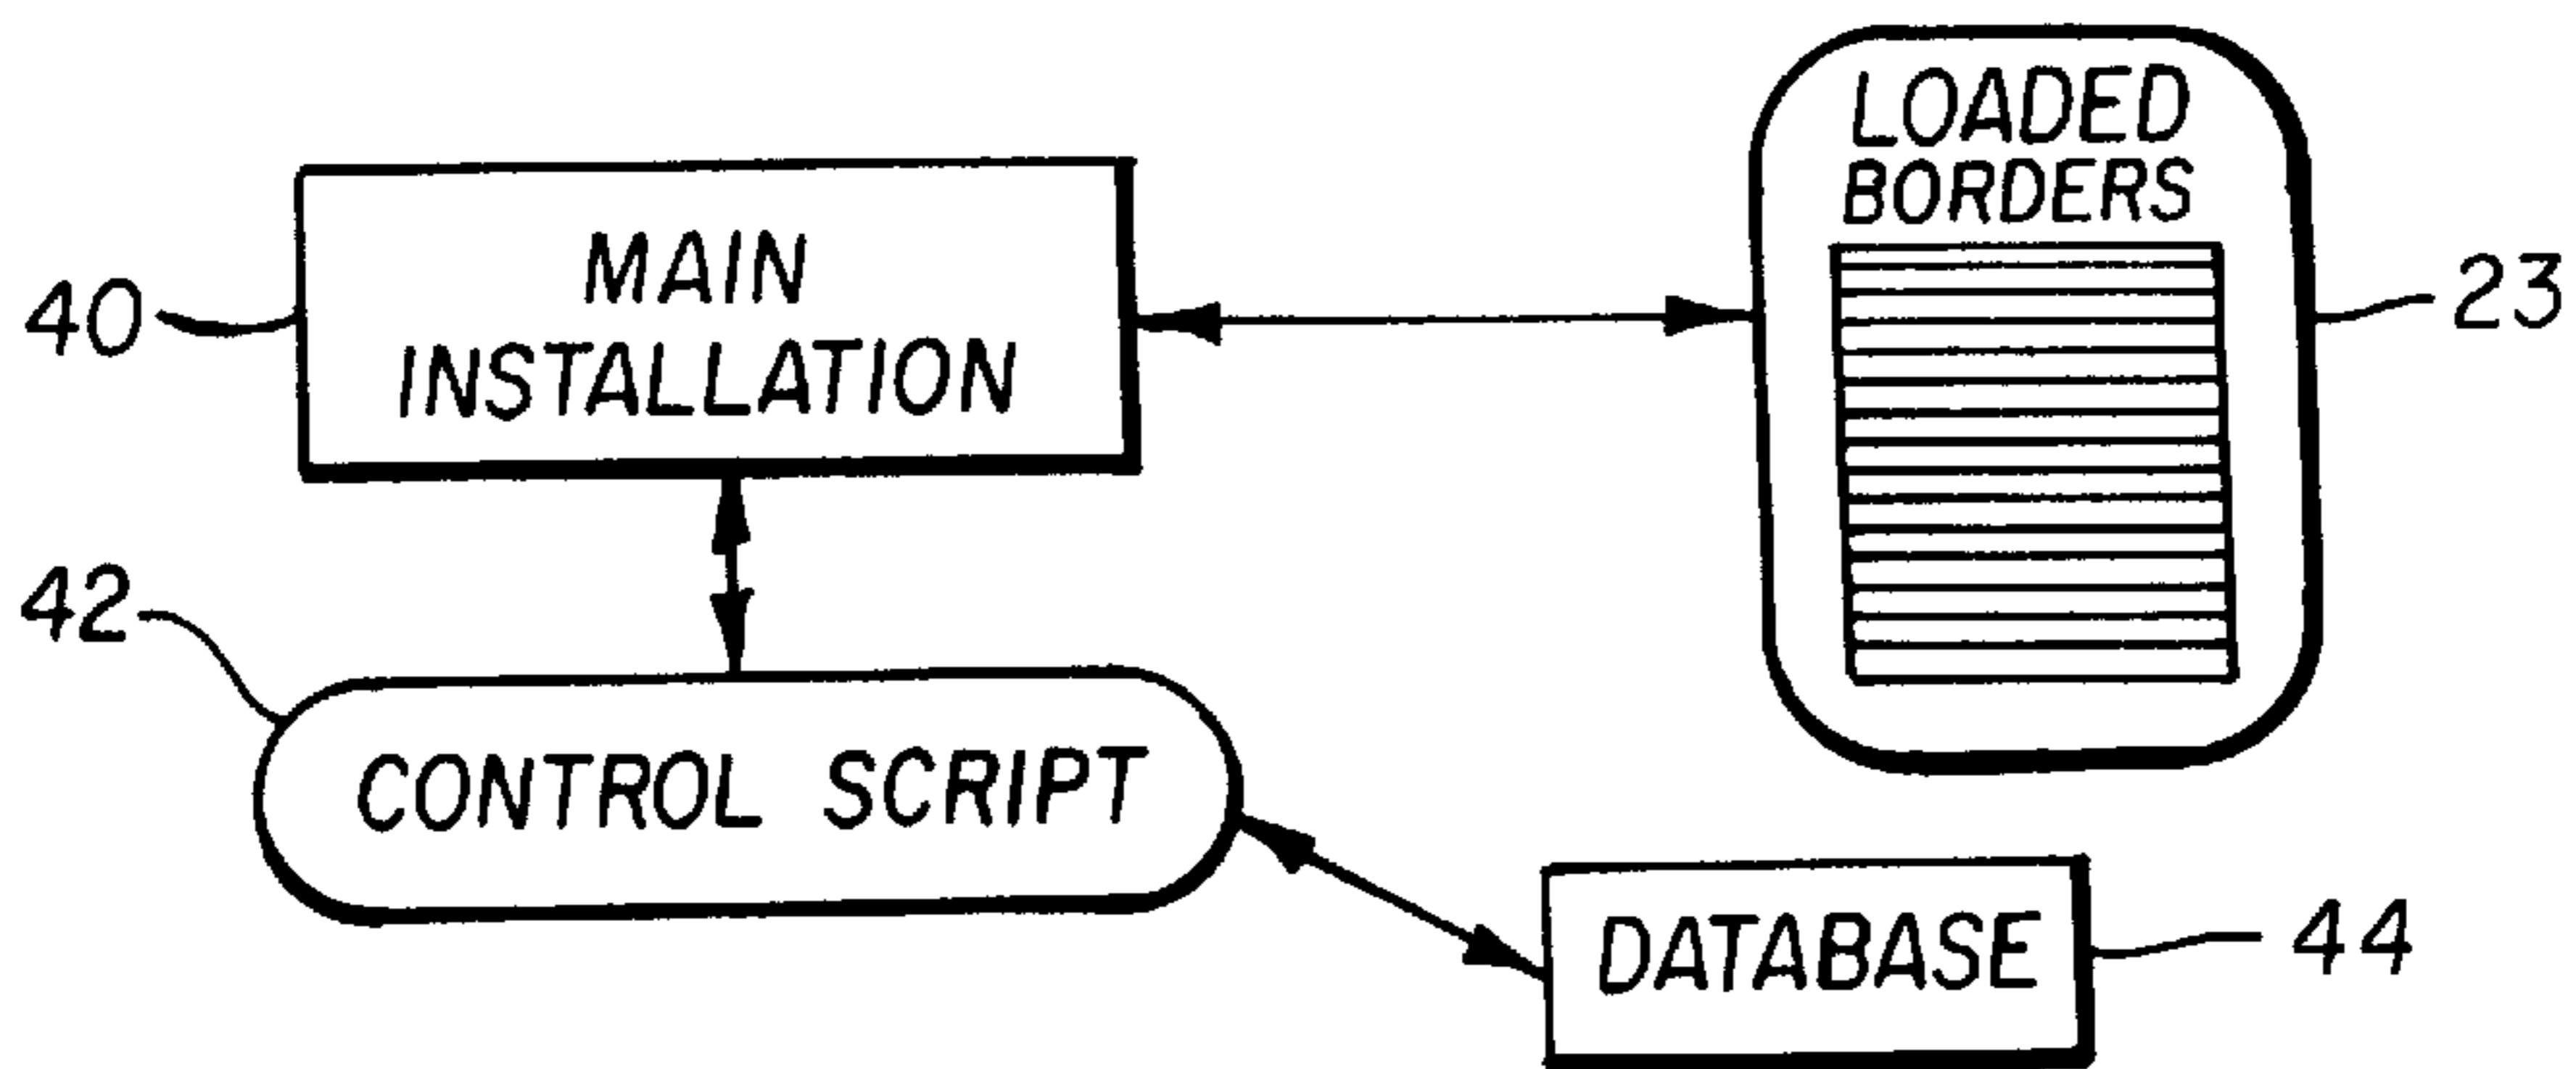 LOADED
BORDERS
MAIN
INSTALLATION
40
23
42
CONTROL SCRIPT
DATABASE
44